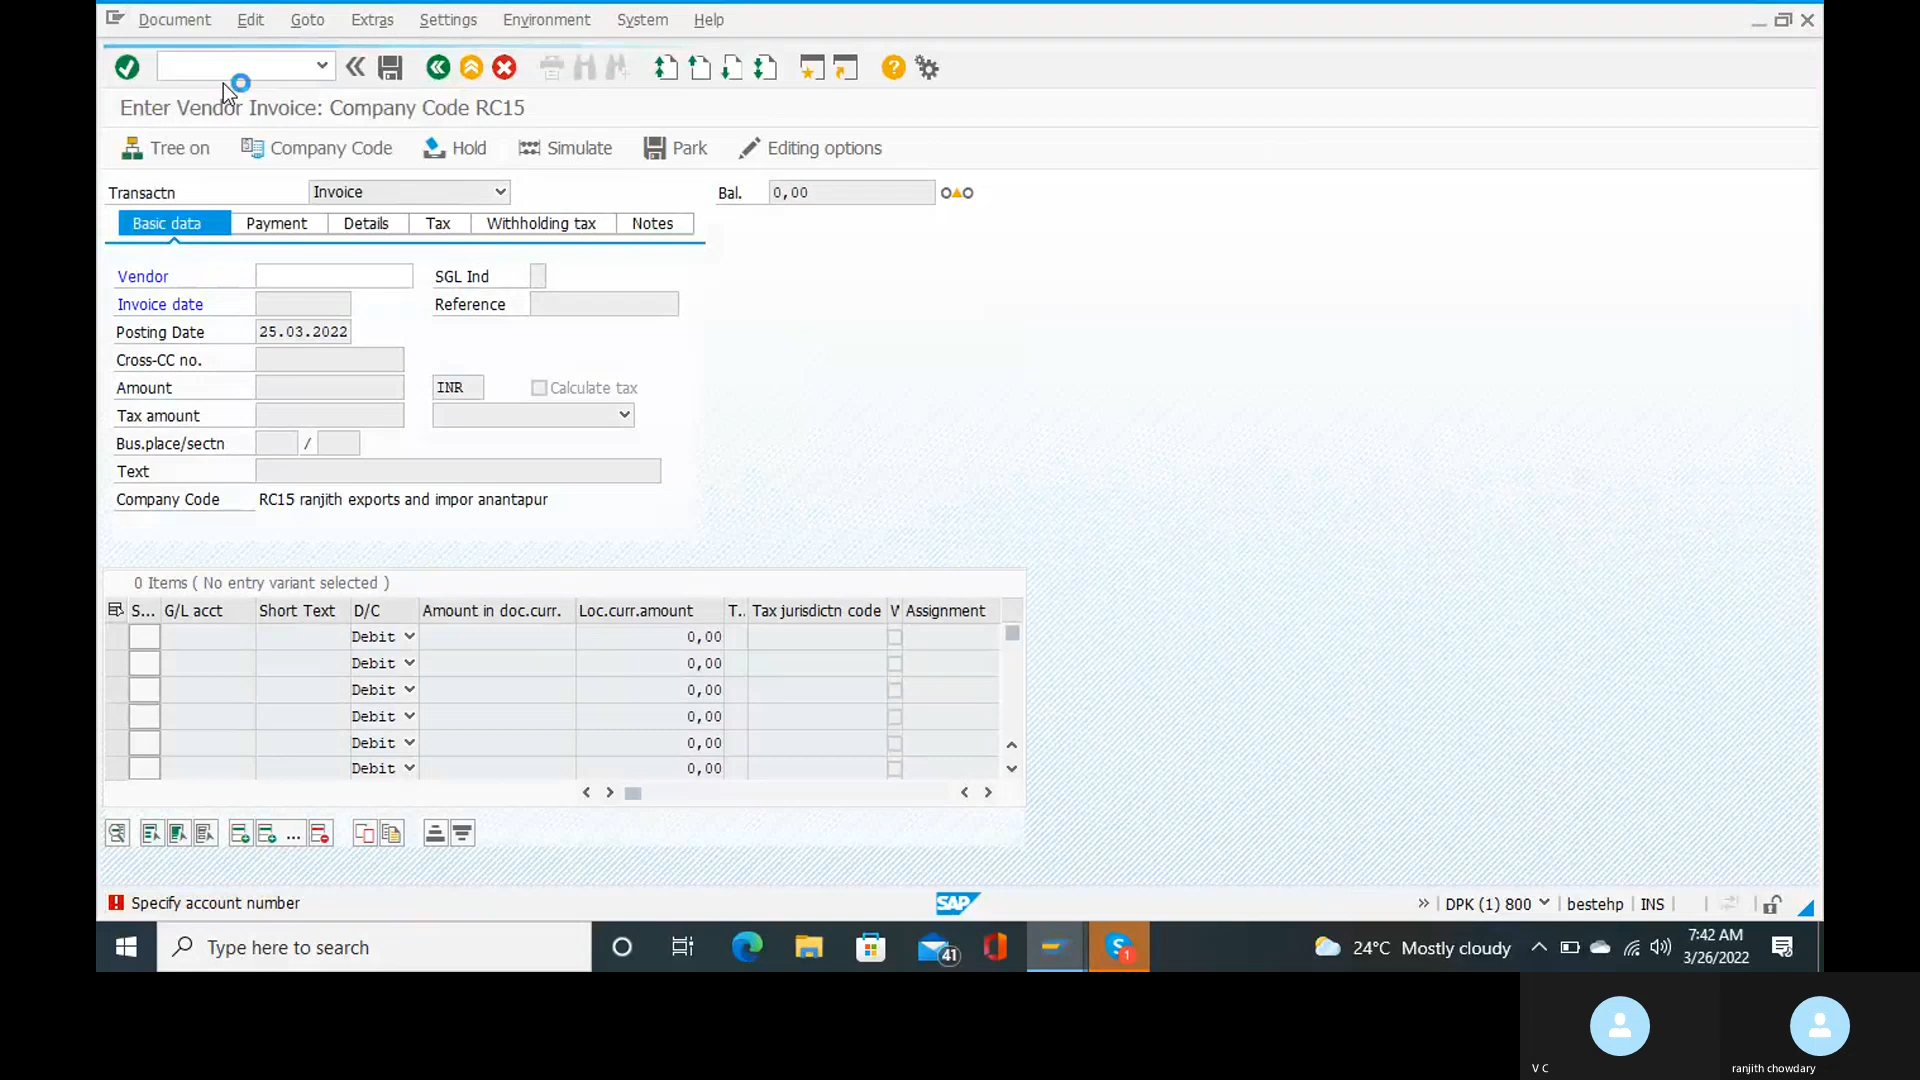 Document Edit Goto Extras Settings Environment System Help
Enter Vendor Invoice: Company Code RC15
Tree on Company Code Hold Simulate Park Editing options
Transactn Invoice Bal. 0,00
Basic data Payment Details Tax Withholding tax Notes
Vendor SGL Ind
Invoice date Reference
Posting Date 25.03.2022
Cross-CC no.
Amount INR Calculate tax
Tax amount
Bus.place/sectn /
Text
Company Code RC15 ranjith exports and impor anantapur
0 Items ( No entry variant selected )
S... G/L acct Short Text D/C Amount in doc.curr. Loc.curr.amount T.. Tax jurisdictn code V Assignment
Debit 0,00
Debit 0,00
Debit 0,00
Debit 0,00
Debit 0,00
Debit 0,00
Specify account number SAP DPK (1) 800 bestehp INS
Type here to search 41 S 1 24°C Mostly cloudy 7:42 AM
3/26/2022
V C ranjith chowdary